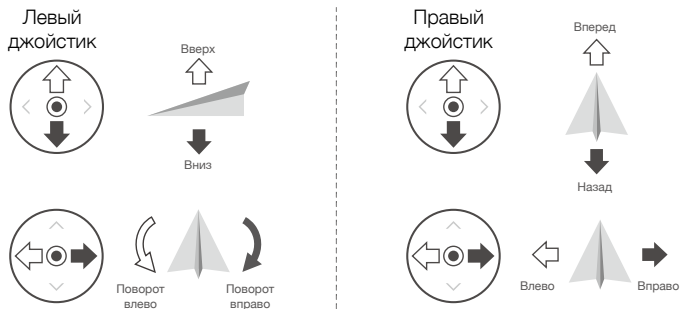 Левый
джойстик
Вверх
Вниз
Поворот
влево
Поворот
вправо
Правый
джойстик
Вперед
Назад
Влево
Вправо